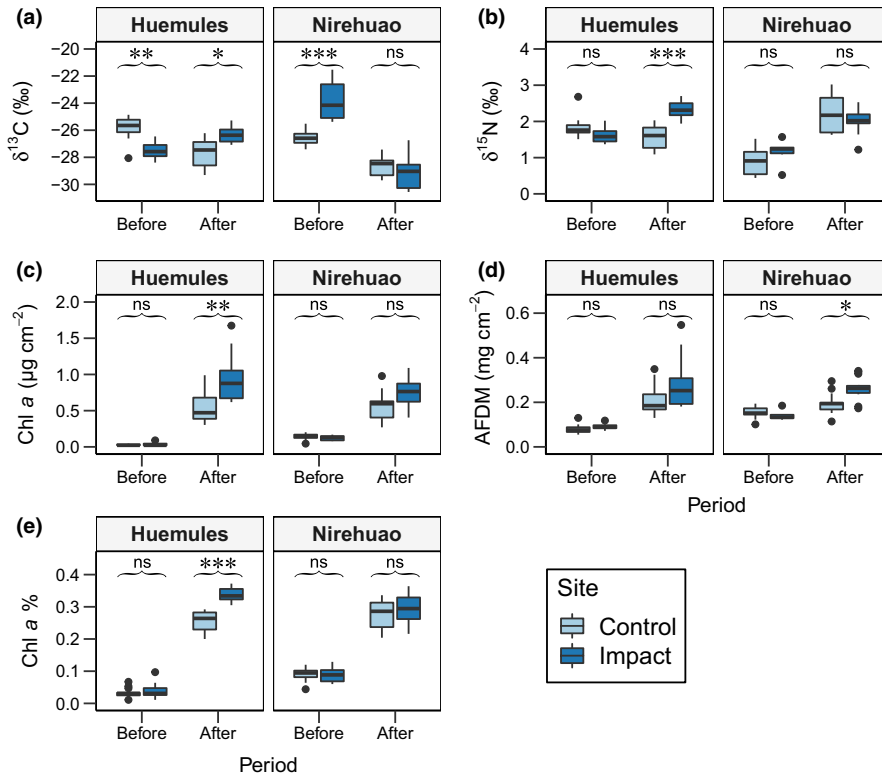 (a)
Huemules
Nirehuao
δ¹³C (‰)
−20
−22
−24
−26
−28
−30
**
*
***
ns
Before
After
Before
After
(b)
Huemules
Nirehuao
δ¹⁵N (‰)
4
3
2
1
0
ns
***
ns
ns
Before
After
Before
After
(c)
Huemules
Nirehuao
Chl a (µg cm⁻²)
2.0
1.5
1.0
0.5
0.0
ns
**
ns
ns
Before
After
Before
After
(d)
Huemules
Nirehuao
AFDM (mg cm⁻²)
0.6
0.4
0.2
0.0
ns
ns
ns
*
Before
After
Before
After
Period
(e)
Huemules
Nirehuao
Chl a %
0.4
0.3
0.2
0.1
0.0
ns
***
ns
ns
Before
After
Before
After
Period
Site
Control
Impact